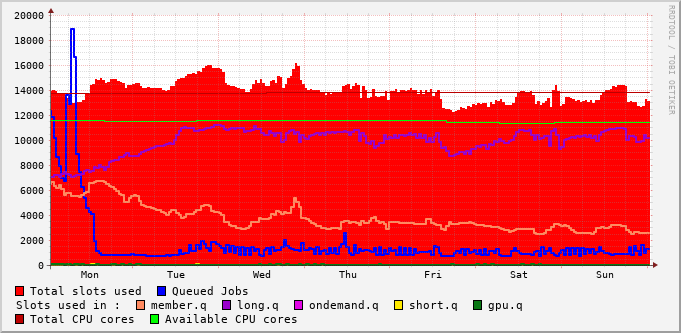 20000
18000
16000
14000
12000
10000
8000
6000
4000
2000
0
Mon Tue Wed Thu Fri Sat Sun
Total slots used Queued Jobs
Slots used in : member.q long.q ondemand.q short.q gpu.q
Total CPU cores Available CPU cores
RRDTOOL / TOBI OETIKER